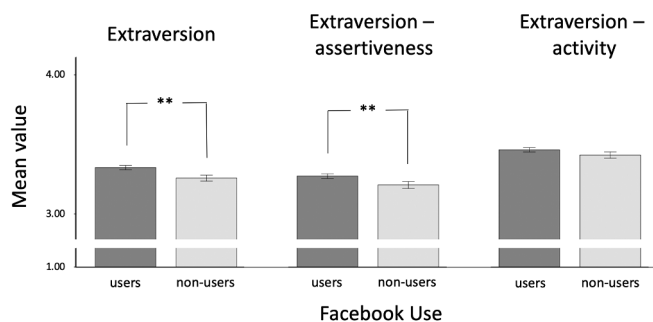 Extraversion
Extraversion –
assertiveness
Extraversion –
activity
4.00
**
**
Mean value
3.00
1.00
users
non-users
users
non-users
users
non-users
Facebook Use